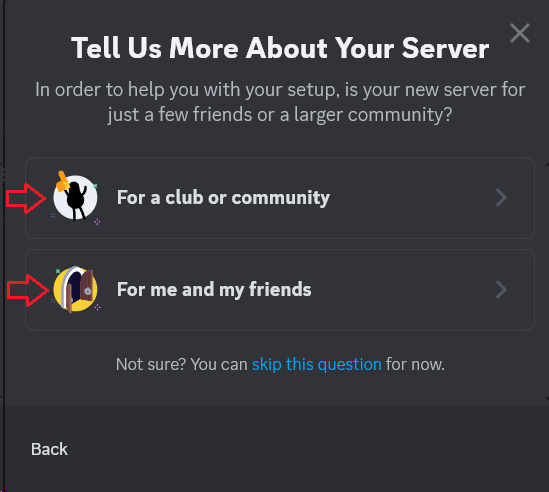 Tell Us More About Your Server
In order to help you with your setup, is your new server for
just a few friends or a larger community?
For a club or community
For me and my friends
Not sure? You can skip this question for now.
Back